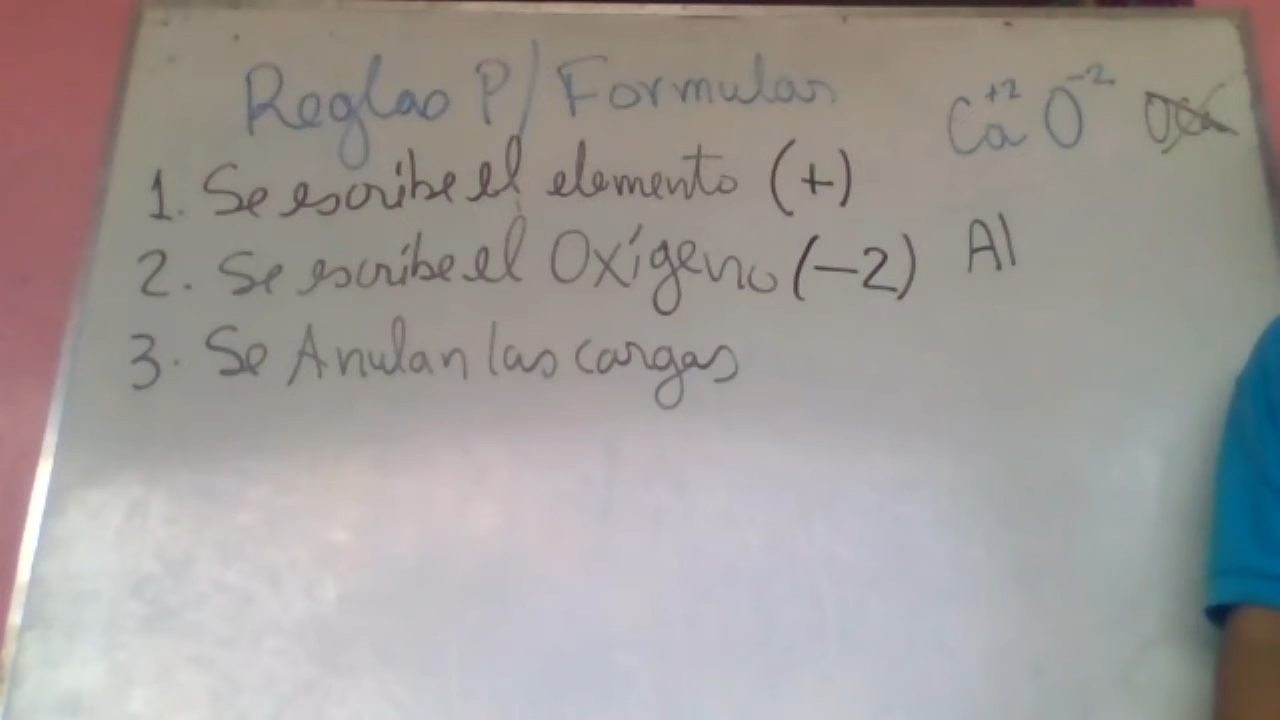 Reglas P/ Formular
Ca+2 O-2
1. Se escribe el elemento (+)
2. Se escribe el Oxígeno (-2) Al
3. Se Anulan las cargas